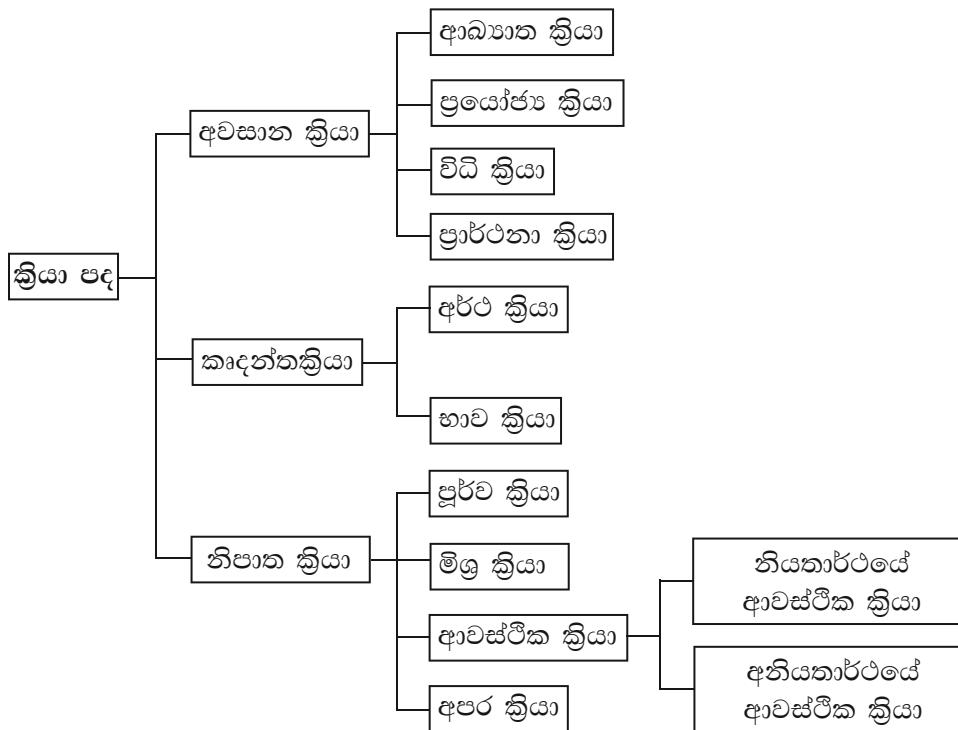 ආඛ්‍යාත ක්‍රියා
ප්‍රයෝජ්‍ය ක්‍රියා
අවසාන ක්‍රියා
විධි ක්‍රියා
ප්‍රාර්ථනා ක්‍රියා
ක්‍රියා පද
අර්ථ ක්‍රියා
කෘදන්තක්‍රියා
භාව ක්‍රියා
පූර්ව ක්‍රියා
නිපාත ක්‍රියා
මිශ්‍ර ක්‍රියා
නියතාර්ථයේ
ආවස්ථික ක්‍රියා
ආවස්ථික ක්‍රියා
අනියතාර්ථයේ
ආවස්ථික ක්‍රියා
අපර ක්‍රියා